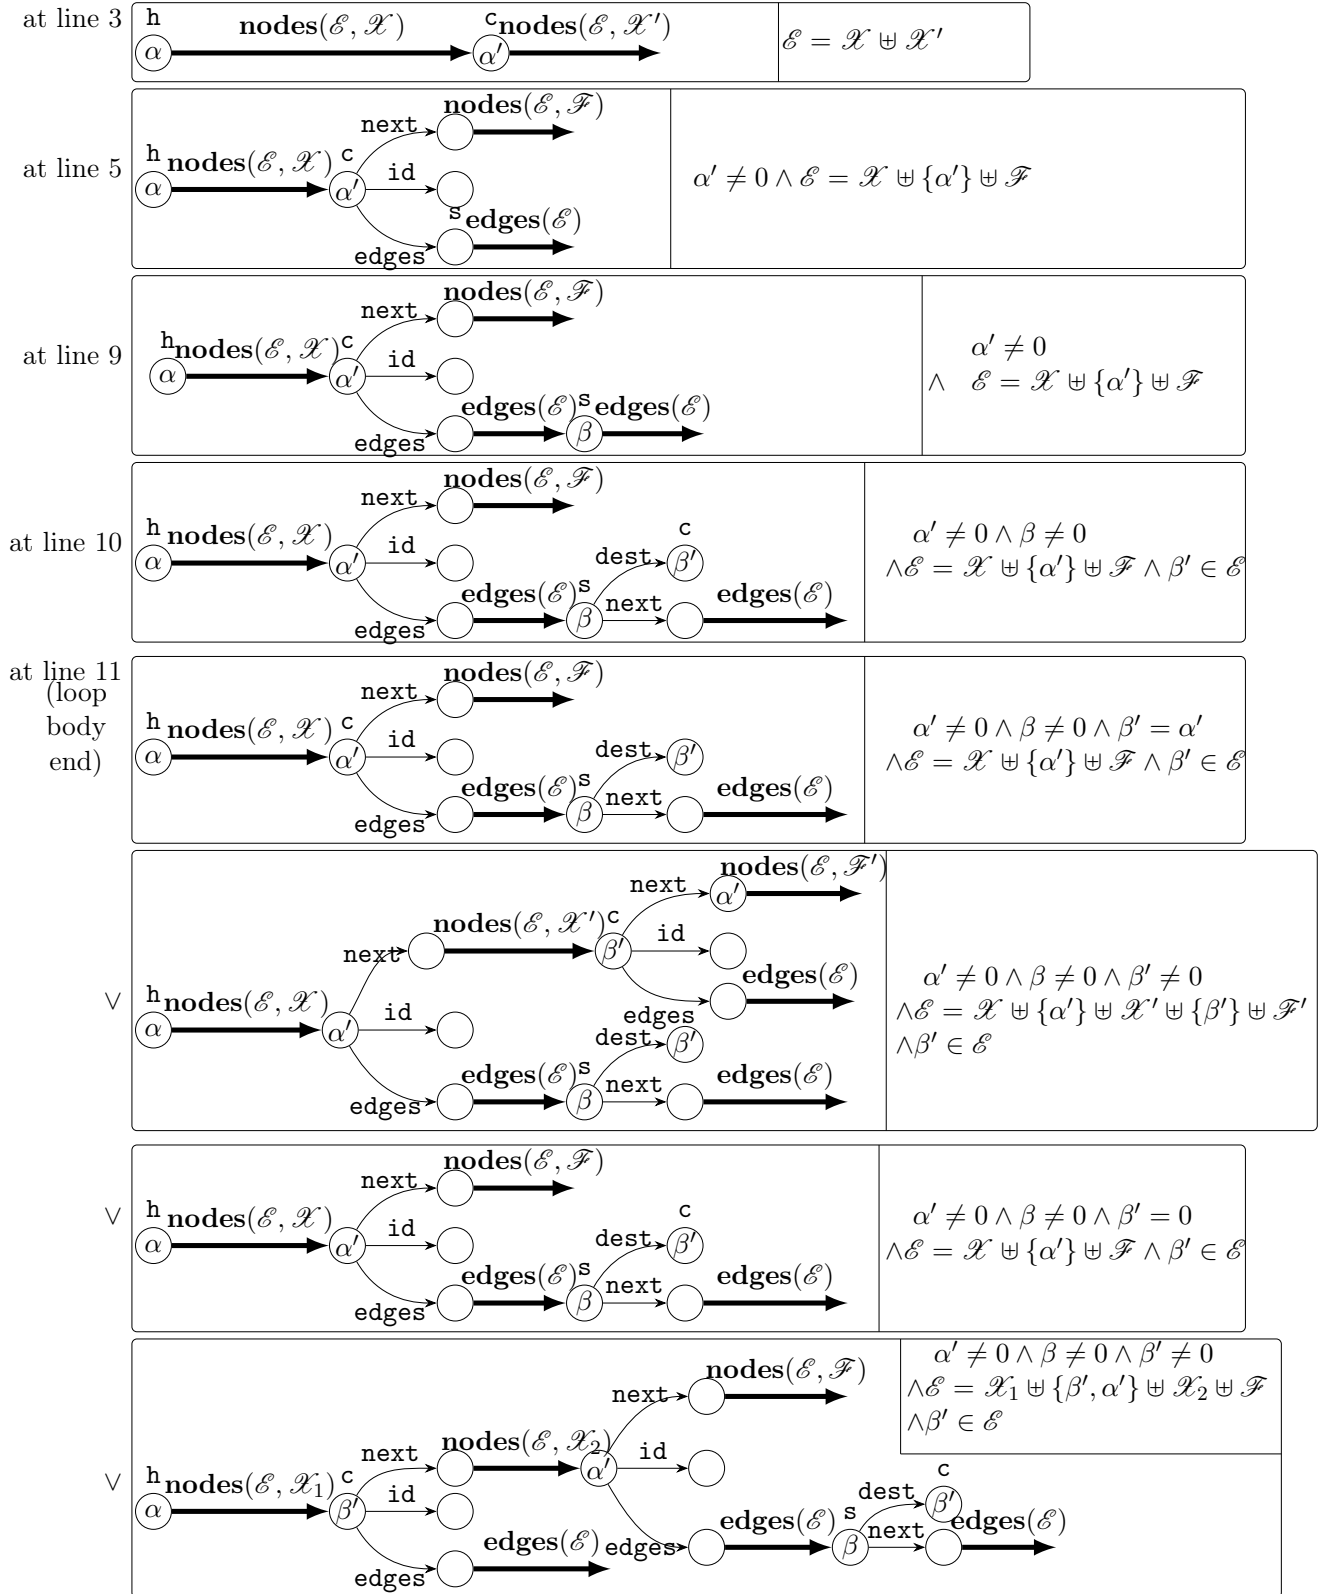 at line 3
h nodes(ℰ, 𝒳) c nodes(ℰ, 𝒳′)
α α′
ℰ = 𝒳 ⊎ 𝒳′
at line 5
nodes(ℰ, ℱ)
next
h nodes(ℰ, 𝒳) c
id
α α′
s edges(ℰ)
edges
α′ ≠ 0 ∧ ℰ = 𝒳 ⊎ {α′} ⊎ ℱ
at line 9
nodes(ℰ, ℱ)
next
h nodes(ℰ, 𝒳) c
id
α α′
edges(ℰ) s edges(ℰ)
edges β
α′ ≠ 0
∧ ℰ = 𝒳 ⊎ {α′} ⊎ ℱ
at line 10
nodes(ℰ, ℱ)
next
h nodes(ℰ, 𝒳) c
id dest
α α′ β′
edges(ℰ) s next edges(ℰ)
edges β
α′ ≠ 0 ∧ β ≠ 0
∧ℰ = 𝒳 ⊎ {α′} ⊎ ℱ ∧ β′ ∈ ℰ
at line 11
(loop
body
end)
nodes(ℰ, ℱ)
next
h nodes(ℰ, 𝒳) c
id dest
α α′ β′
edges(ℰ) s next edges(ℰ)
edges β
α′ ≠ 0 ∧ β ≠ 0 ∧ β′ = α′
∧ℰ = 𝒳 ⊎ {α′} ⊎ ℱ ∧ β′ ∈ ℰ
∨
nodes(ℰ, ℱ′)
next α′
nodes(ℰ, 𝒳′) c
next β′ id
edges(ℰ)
h nodes(ℰ, 𝒳)
id edges
α α′ dest β′
edges(ℰ) s next edges(ℰ)
edges β
α′ ≠ 0 ∧ β ≠ 0 ∧ β′ ≠ 0
∧ℰ = 𝒳 ⊎ {α′} ⊎ 𝒳′ ⊎ {β′} ⊎ ℱ′
∧β′ ∈ ℰ
∨
nodes(ℰ, ℱ)
next
h nodes(ℰ, 𝒳) c
id dest
α α′ β′
edges(ℰ) s next edges(ℰ)
edges β
α′ ≠ 0 ∧ β ≠ 0 ∧ β′ = 0
∧ℰ = 𝒳 ⊎ {α′} ⊎ ℱ ∧ β′ ∈ ℰ
∨
nodes(ℰ, ℱ)
next
nodes(ℰ, 𝒳₂)
next α′ id
h nodes(ℰ, 𝒳₁) c
id c
α β′ dest β′
edges(ℰ) edges edges(ℰ) s next edges(ℰ)
edges β
α′ ≠ 0 ∧ β ≠ 0 ∧ β′ ≠ 0
∧ℰ = 𝒳₁ ⊎ {β′, α′} ⊎ 𝒳₂ ⊎ ℱ
∧β′ ∈ ℰ